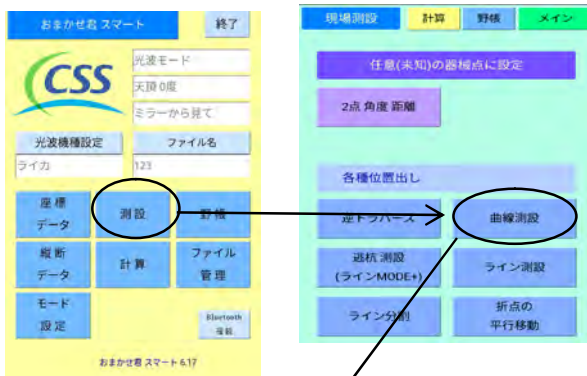 おまかせ君 スマート
終了
CSS
光波モード
天頂 0度
ミラーから見て
光波機種設定
ファイル名
ライカ
123
座標
データ
測設
野帳
縦断
データ
計算
ファイル
管理
モード
設定
Bluetooth
おまかせ君 スマート 6.17
現場測設
計算
野帳
メイン
任意(未知)の器械点に設定
2点 角度 距離
各種位置出し
逆トラバース
曲線測設
逃杭 測設
(ラインMODE+)
ライン測設
ライン分割
折点の
平行移動